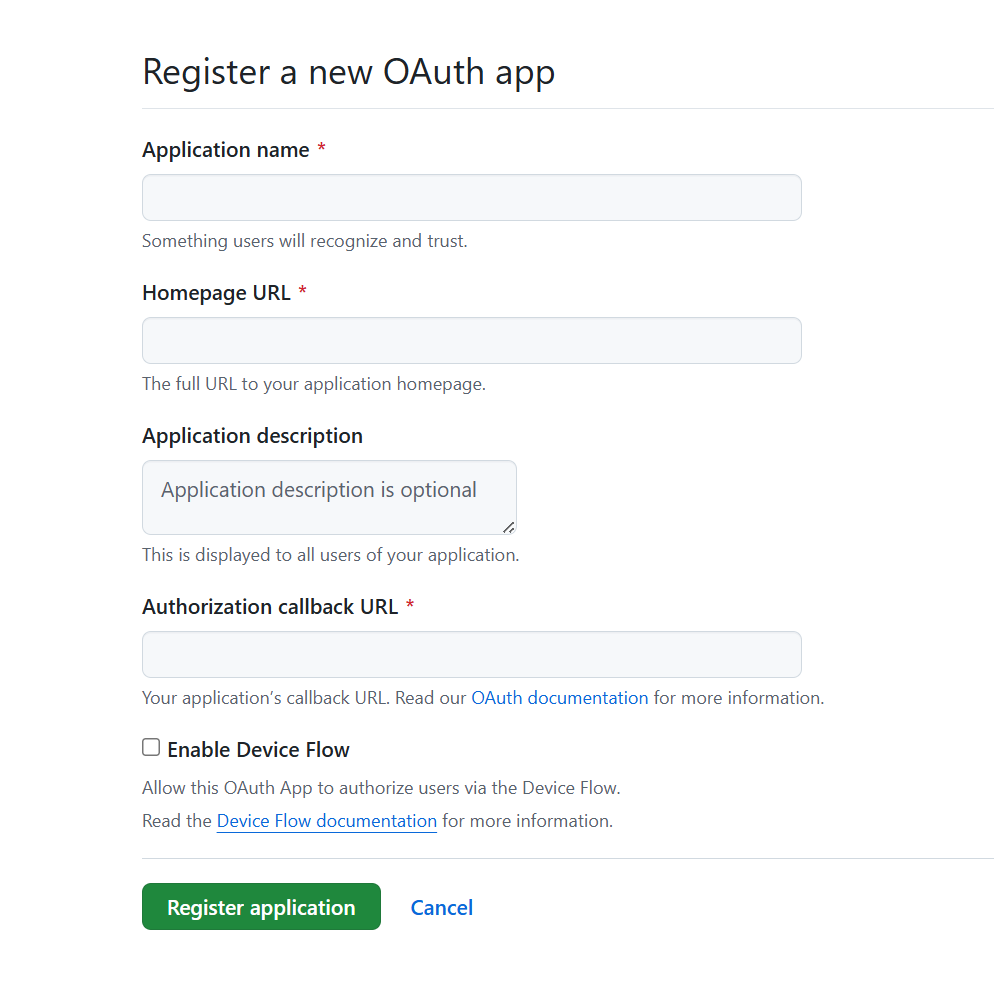 Register a new OAuth app
Application name *
Something users will recognize and trust.
Homepage URL *
The full URL to your application homepage.
Application description
Application description is optional
This is displayed to all users of your application.
Authorization callback URL *
Your application’s callback URL. Read our OAuth documentation for more information.
Enable Device Flow
Allow this OAuth App to authorize users via the Device Flow.
Read the Device Flow documentation for more information.
Register application Cancel